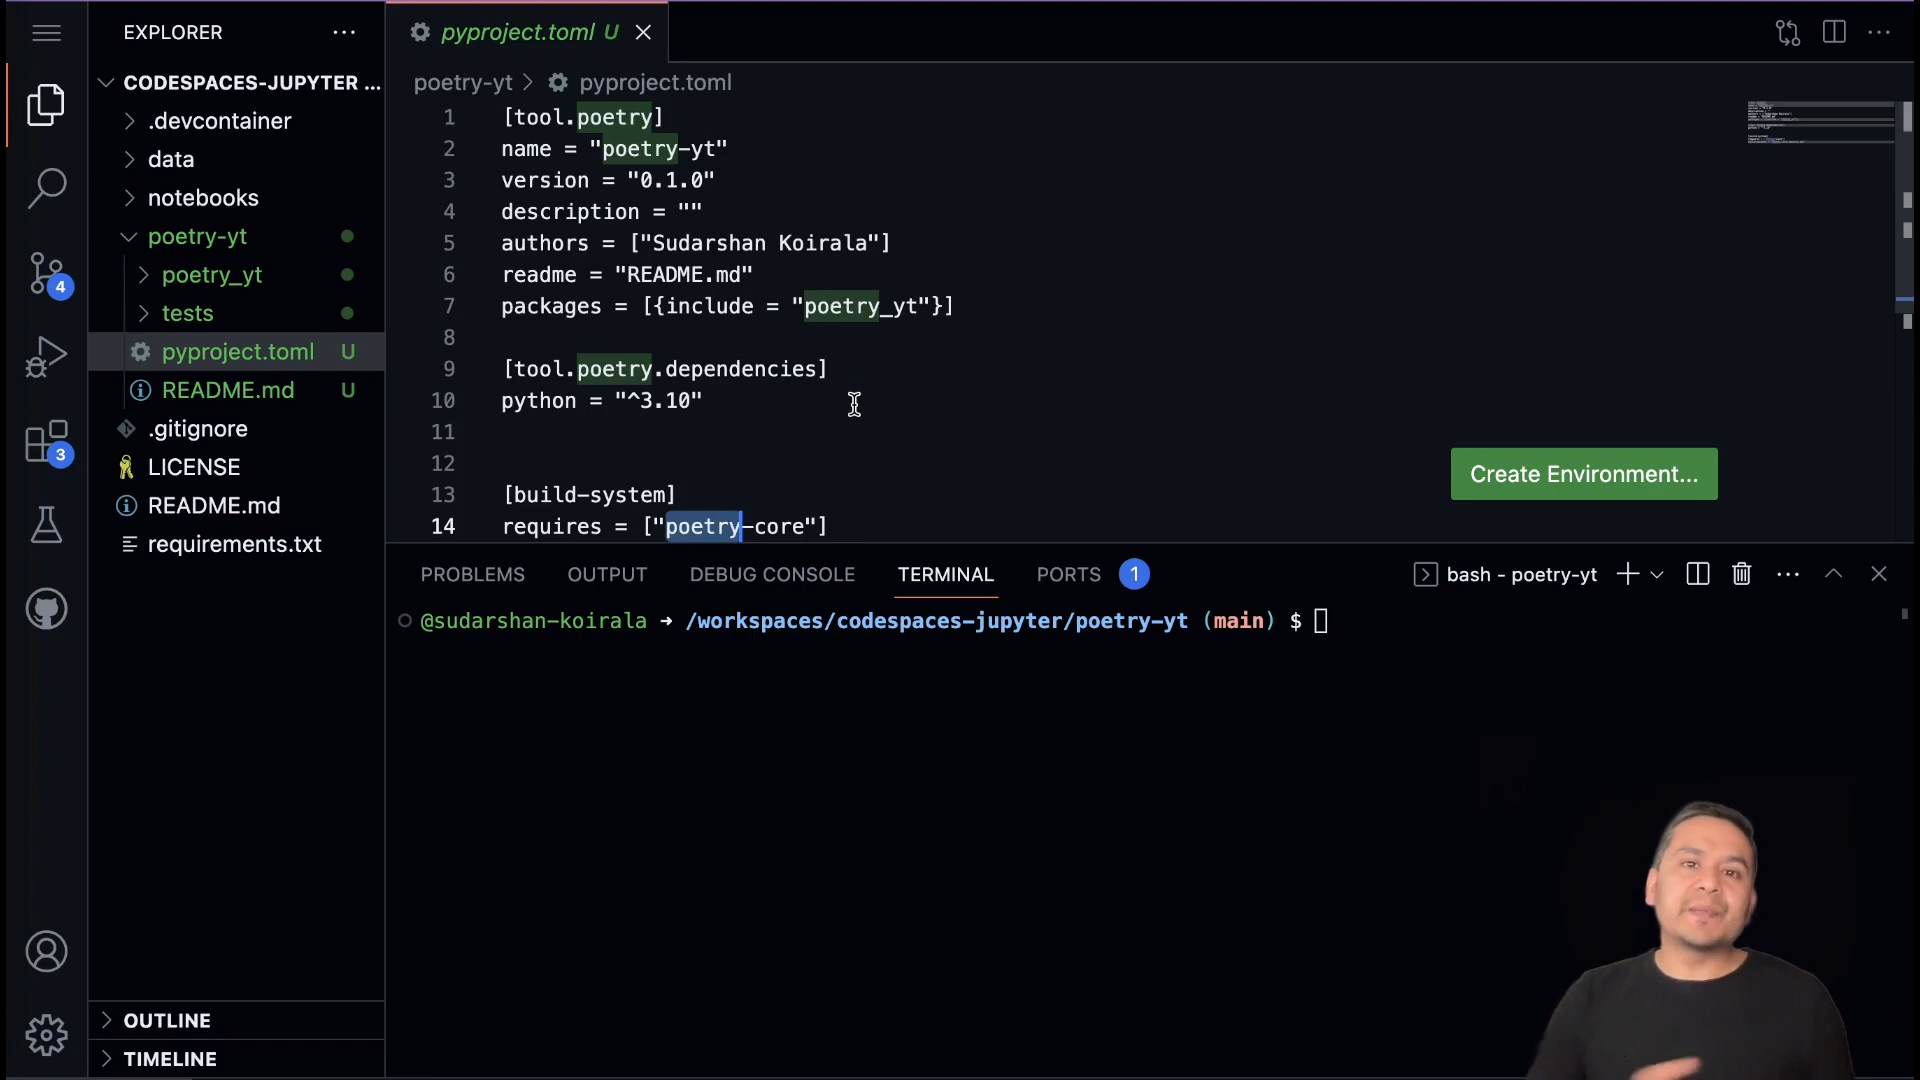 EXPLORER
CODESPACES-JUPYTER ...
.devcontainer
data
notebooks
poetry-yt
poetry_yt
tests
pyproject.toml U
README.md U
.gitignore
LICENSE
README.md
requirements.txt
OUTLINE
TIMELINE
4
3
pyproject.toml U
poetry-yt > pyproject.toml
1 [tool.poetry]
2 name = "poetry-yt"
3 version = "0.1.0"
4 description = ""
5 authors = ["Sudarshan Koirala"]
6 readme = "README.md"
7 packages = [{include = "poetry_yt"}]
8
9 [tool.poetry.dependencies]
10 python = "^3.10"
11
12
13 [build-system]
14 requires = ["poetry-core"]
Create Environment...
PROBLEMS OUTPUT DEBUG CONSOLE TERMINAL PORTS 1 bash - poetry-yt
@sudarshan-koirala → /workspaces/codespaces-jupyter/poetry-yt (main) $